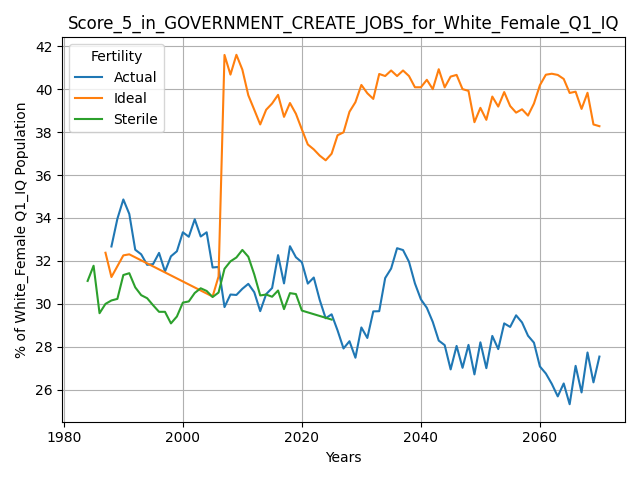 Score_5_in_GOVERNMENT_CREATE_JOBS_for_White_Female_Q1_IQ
Fertility
Actual
Ideal
Sterile
% of White_Female Q1_IQ Population
42
40
38
36
34
32
30
28
26
1980
2000
2020
2040
2060
Years